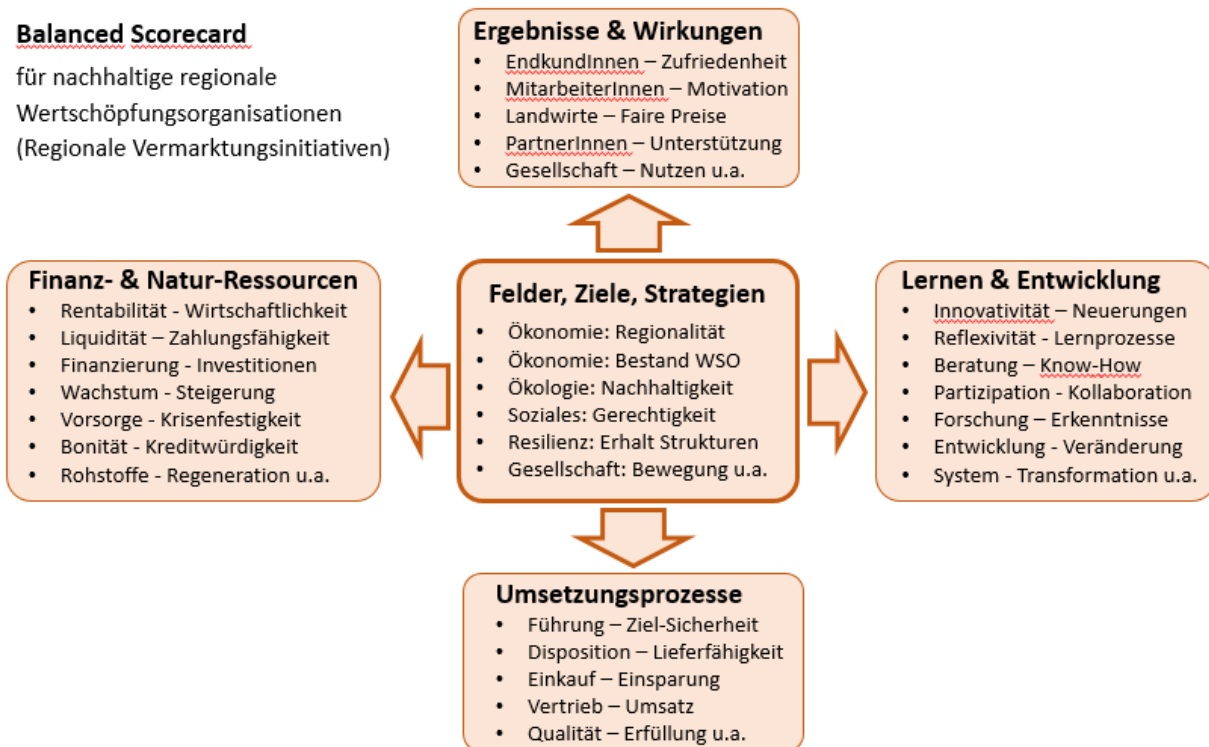 Balanced Scorecard
für nachhaltige regionale
Wertschöpfungsorganisationen
(Regionale Vermarktungsinitiativen)
Ergebnisse & Wirkungen
• EndkundInnen – Zufriedenheit
• MitarbeiterInnen – Motivation
• Landwirte – Faire Preise
• PartnerInnen – Unterstützung
• Gesellschaft – Nutzen u.a.
Finanz- & Natur-Ressourcen
• Rentabilität - Wirtschaftlichkeit
• Liquidität – Zahlungsfähigkeit
• Finanzierung - Investitionen
• Wachstum - Steigerung
• Vorsorge - Krisenfestigkeit
• Bonität - Kreditwürdigkeit
• Rohstoffe - Regeneration u.a.
Felder, Ziele, Strategien
• Ökonomie: Regionalität
• Ökonomie: Bestand WSO
• Ökologie: Nachhaltigkeit
• Soziales: Gerechtigkeit
• Resilienz: Erhalt Strukturen
• Gesellschaft: Bewegung u.a.
Lernen & Entwicklung
• Innovativität – Neuerungen
• Reflexivität - Lernprozesse
• Beratung – Know-How
• Partizipation - Kollaboration
• Forschung – Erkenntnisse
• Entwicklung - Veränderung
• System - Transformation u.a.
Umsetzungsprozesse
• Führung – Ziel-Sicherheit
• Disposition – Lieferfähigkeit
• Einkauf – Einsparung
• Vertrieb – Umsatz
• Qualität – Erfüllung u.a.